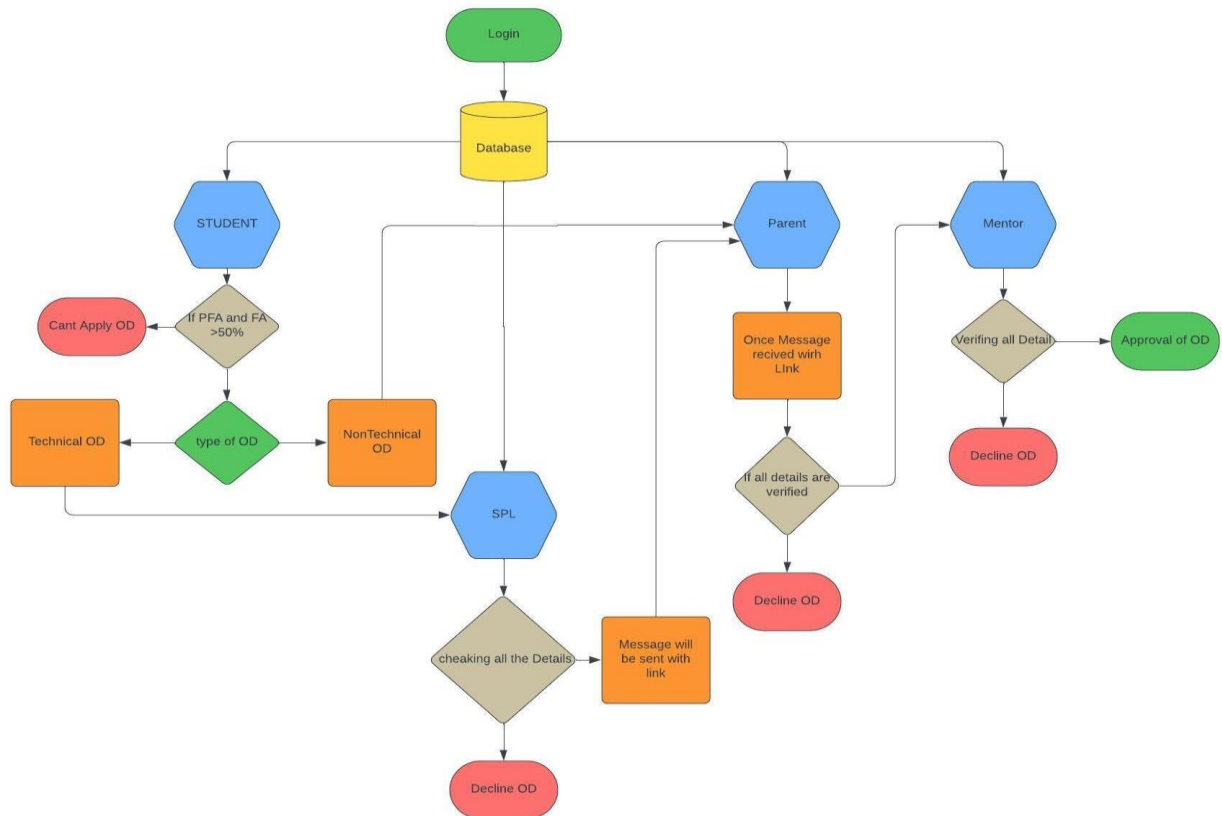 Login
Database
STUDENT
Parent
Mentor
Cant Apply OD
If PFA and FA
>50%
Once Message
recived wirh
LInk
Verifing all Detail
Approval of OD
Technical OD
type of OD
NonTechnical
OD
Decline OD
If all details are
verified
SPL
Decline OD
cheaking all the Details
Message will
be sent with
link
Decline OD